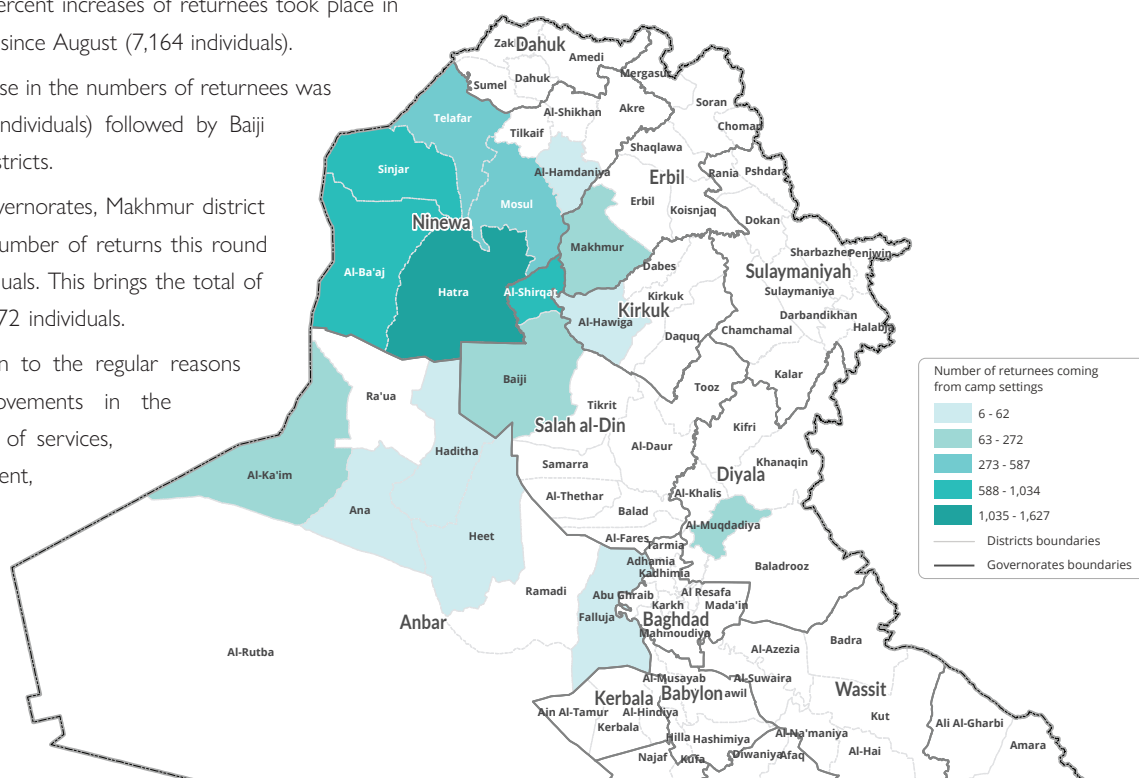 ercent increases of returnees took place in
since August (7,164 individuals).
se in the numbers of returnees was
ndividuals) followed by Baiji
stricts.
vernorates, Makhmur district
umber of returns this round
uals. This brings the total of
72 individuals.
n to the regular reasons
ovements in the
of services,
ent,
Dahuk
Zak
Amedi
Dahuk
Sumel
Mergasur
Soran
Akre
Al-Shikhan
Choman
Telafar
Tilkaif
Shaqlawa
Sinjar
Al-Hamdaniya
Erbil
Rania
Pshdar
Mosul
Erbil
Koisnjaq
Dokan
Ninewa
Makhmur
Sharbazher
Penjwin
Dabes
Sulaymaniyah
Al-Ba'aj
Hatra
Al-Shirqat
Kirkuk
Sulaymaniya
Kirkuk
Al-Hawiga
Darbandikhan
Halabja
Daquq
Chamchamal
Baiji
Kalar
Tooz
Ra'ua
Tikrit
Salah al-Din
Kifri
Al-Daur
Haditha
Khanaqin
Samarra
Diyala
Al-Ka'im
Al-Thethar
Al-Khalis
Ana
Balad
Al-Muqdadiya
Heet
Al-Fares
Tarmia
Adhamia
Kadhimia
Baladrooz
Ramadi
Abu Ghraib
Al Resafa
Karkh
Mada'in
Falluja
Baghdad
Anbar
Mahmoudiya
Al-Rutba
Al-Azezia
Badra
Al-Musayab
Al-Suwaira
Kerbala
Babylon
awil
Wassit
Ain Al-Tamur
Al-Hindiya
Kut
Kerbala
Ali Al-Gharbi
Hilla
Hashimiya
Al-Na'maniya
Amara
Najaf
Kufa
Diwaniya
Afaq
Al-Hai
Number of returnees coming
from camp settings
6 - 62
63 - 272
273 - 587
588 - 1,034
1,035 - 1,627
Districts boundaries
Governorates boundaries